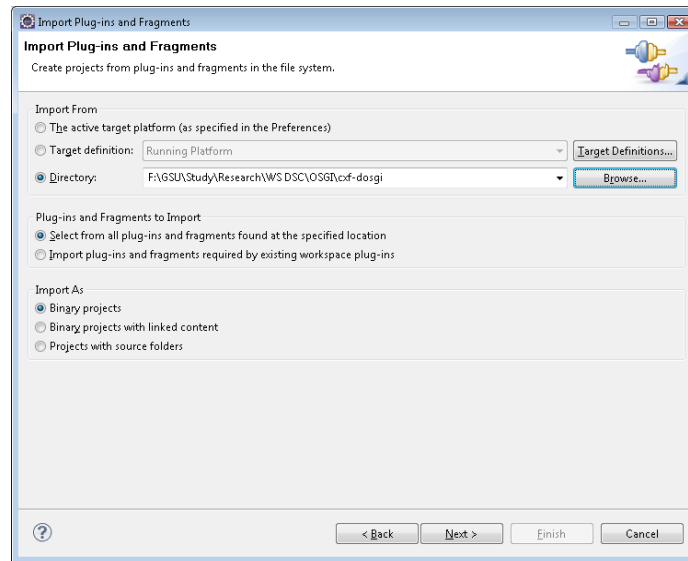 Import Plug-ins and Fragments
Import Plug-ins and Fragments
Create projects from plug-ins and fragments in the file system.
Import From
The active target platform (as specified in the Preferences)
Target definition: Running Platform Target Definitions...
Directory: F:\GSU\Study\Research\WS DSC\OSGI\cxf-dosgi Browse...
Plug-ins and Fragments to Import
Select from all plug-ins and fragments found at the specified location
Import plug-ins and fragments required by existing workspace plug-ins
Import As
Binary projects
Binary projects with linked content
Projects with source folders
? < Back Next > Finish Cancel